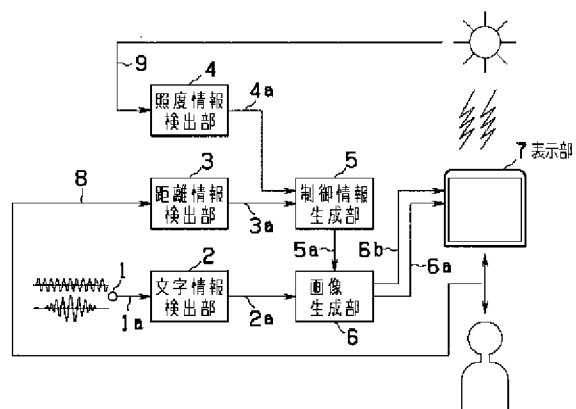 9
4
照度情報
検出部
4a
7 表示部
8
3
距離情報
検出部
3a
5
制御情報
生成部
5a
6b
6a
1
1a
2
文字情報
検出部
2a
画像
生成部
6